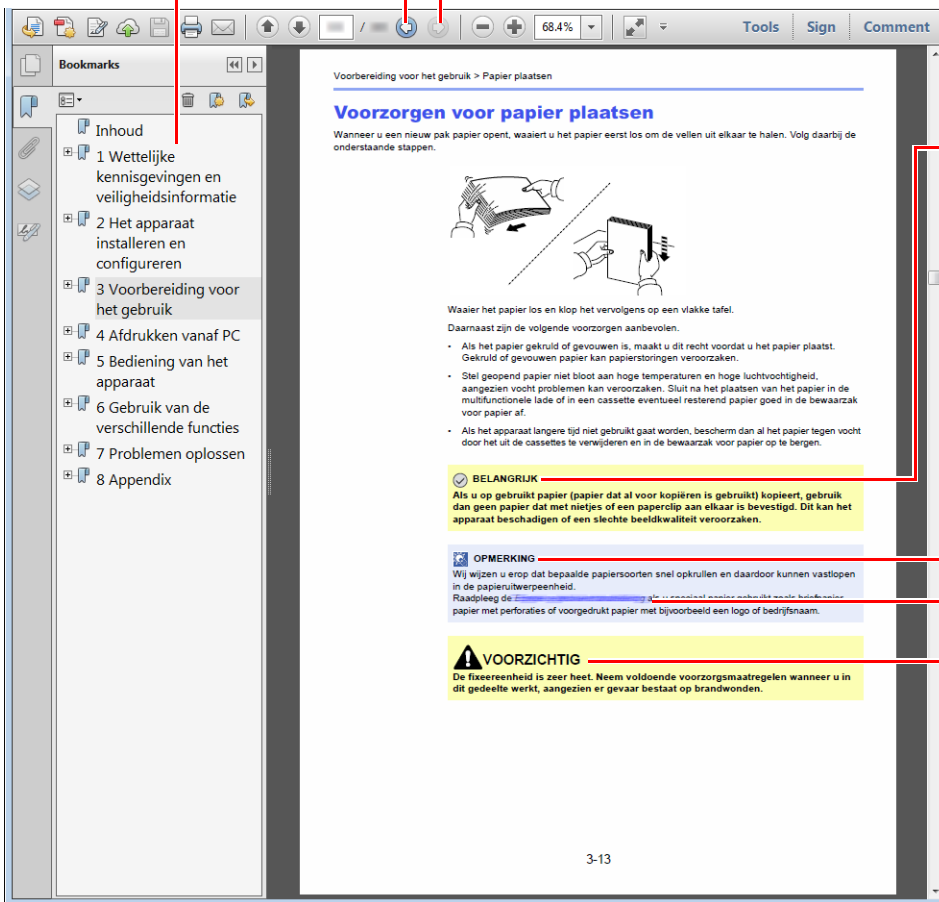 /
68.4%
Tools
Sign
Comment
Bookmarks
Inhoud
1 Wettelijke
kennisgevingen en
veiligheidsinformatie
2 Het apparaat
installeren en
configureren
3 Voorbereiding voor
het gebruik
4 Afdrukken vanaf PC
5 Bediening van het
apparaat
6 Gebruik van de
verschillende functies
7 Problemen oplossen
8 Appendix
Voorbereiding voor het gebruik > Papier plaatsen
Voorzorgen voor papier plaatsen
Wanneer u een nieuw pak papier opent, waaiert u het papier eerst los om de vellen uit elkaar te halen. Volg daarbij de
onderstaande stappen.
Waaier het papier los en klop het vervolgens op een vlakke tafel.
Daarnaast zijn de volgende voorzorgen aanbevolen.
• Als het papier gekruld of gevouwen is, maakt u dit recht voordat u het papier plaatst.
Gekruld of gevouwen papier kan papierstoringen veroorzaken.
• Stel geopend papier niet bloot aan hoge temperaturen en hoge luchtvochtigheid,
aangezien vocht problemen kan veroorzaken. Sluit na het plaatsen van het papier in de
multifunctionele lade of in een cassette eventueel resterend papier goed in de bewaarzak
voor papier af.
• Als het apparaat langere tijd niet gebruikt gaat worden, bescherm dan al het papier tegen vocht
door het uit de cassettes te verwijderen en in de bewaarzak voor papier op te bergen.
BELANGRIJK
Als u op gebruikt papier (papier dat al voor kopiëren is gebruikt) kopieert, gebruik
dan geen papier dat met nietjes of een paperclip aan elkaar is bevestigd. Dit kan het
apparaat beschadigen of een slechte beeldkwaliteit veroorzaken.
OPMERKING
Wij wijzen u erop dat bepaalde papiersoorten snel opkrullen en daardoor kunnen vastlopen
in de papieruitwerpeenheid.
Raadpleeg de als u speciaal papier gebruikt zoals briefpapier,
papier met perforaties of voorgedrukt papier met bijvoorbeeld een logo of bedrijfsnaam.
VOORZICHTIG
De fixeereenheid is zeer heet. Neem voldoende voorzorgsmaatregelen wanneer u in
dit gedeelte werkt, aangezien er gevaar bestaat op brandwonden.
3-13